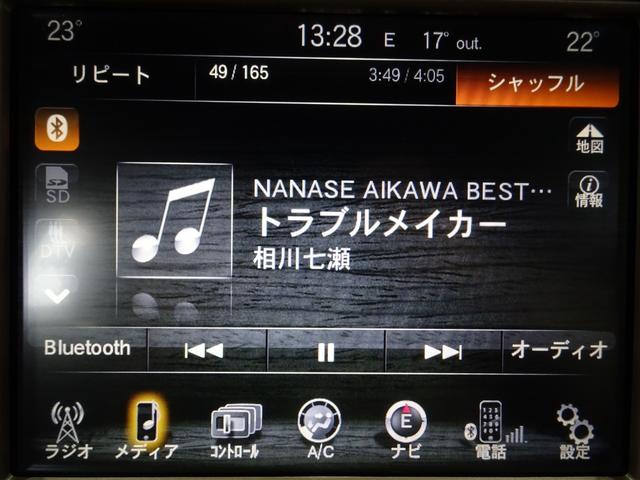 23°
13:28 E 17° out.
22°
リピート
49 / 165
3:49 / 4:05
シャッフル
地図
SD
情報
NANASE AIKAWA BEST…
トラブルメイカー
DTV
相川七瀬
Bluetooth
オーディオ
ラジオ
メディア
コントロール
A/C
E
ナビ
電話
設定